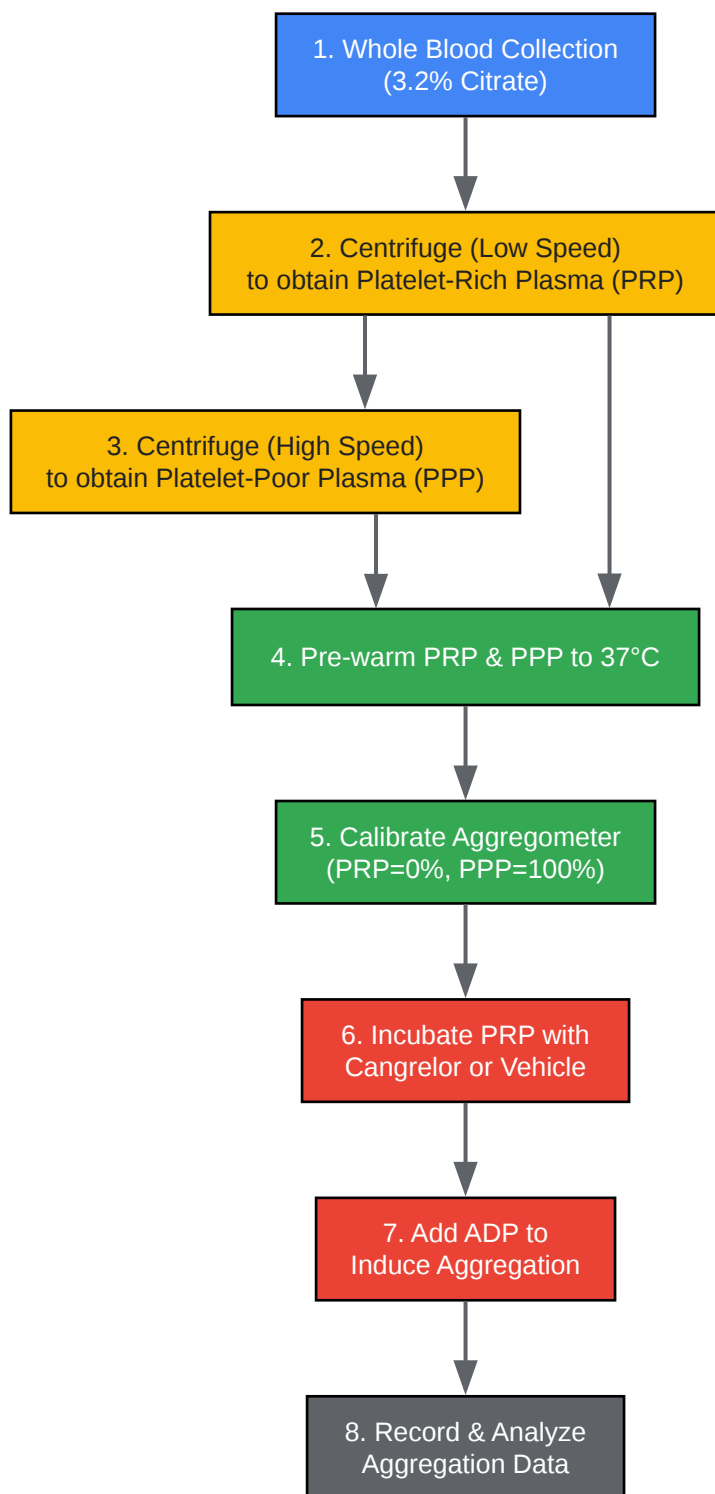 1. Whole Blood Collection
(3.2% Citrate)
2. Centrifuge (Low Speed)
to obtain Platelet-Rich Plasma (PRP)
3. Centrifuge (High Speed)
to obtain Platelet-Poor Plasma (PPP)
4. Pre-warm PRP & PPP to 37°C
5. Calibrate Aggregometer
(PRP=0%, PPP=100%)
6. Incubate PRP with
Cangrelor or Vehicle
7. Add ADP to
Induce Aggregation
8. Record & Analyze
Aggregation Data